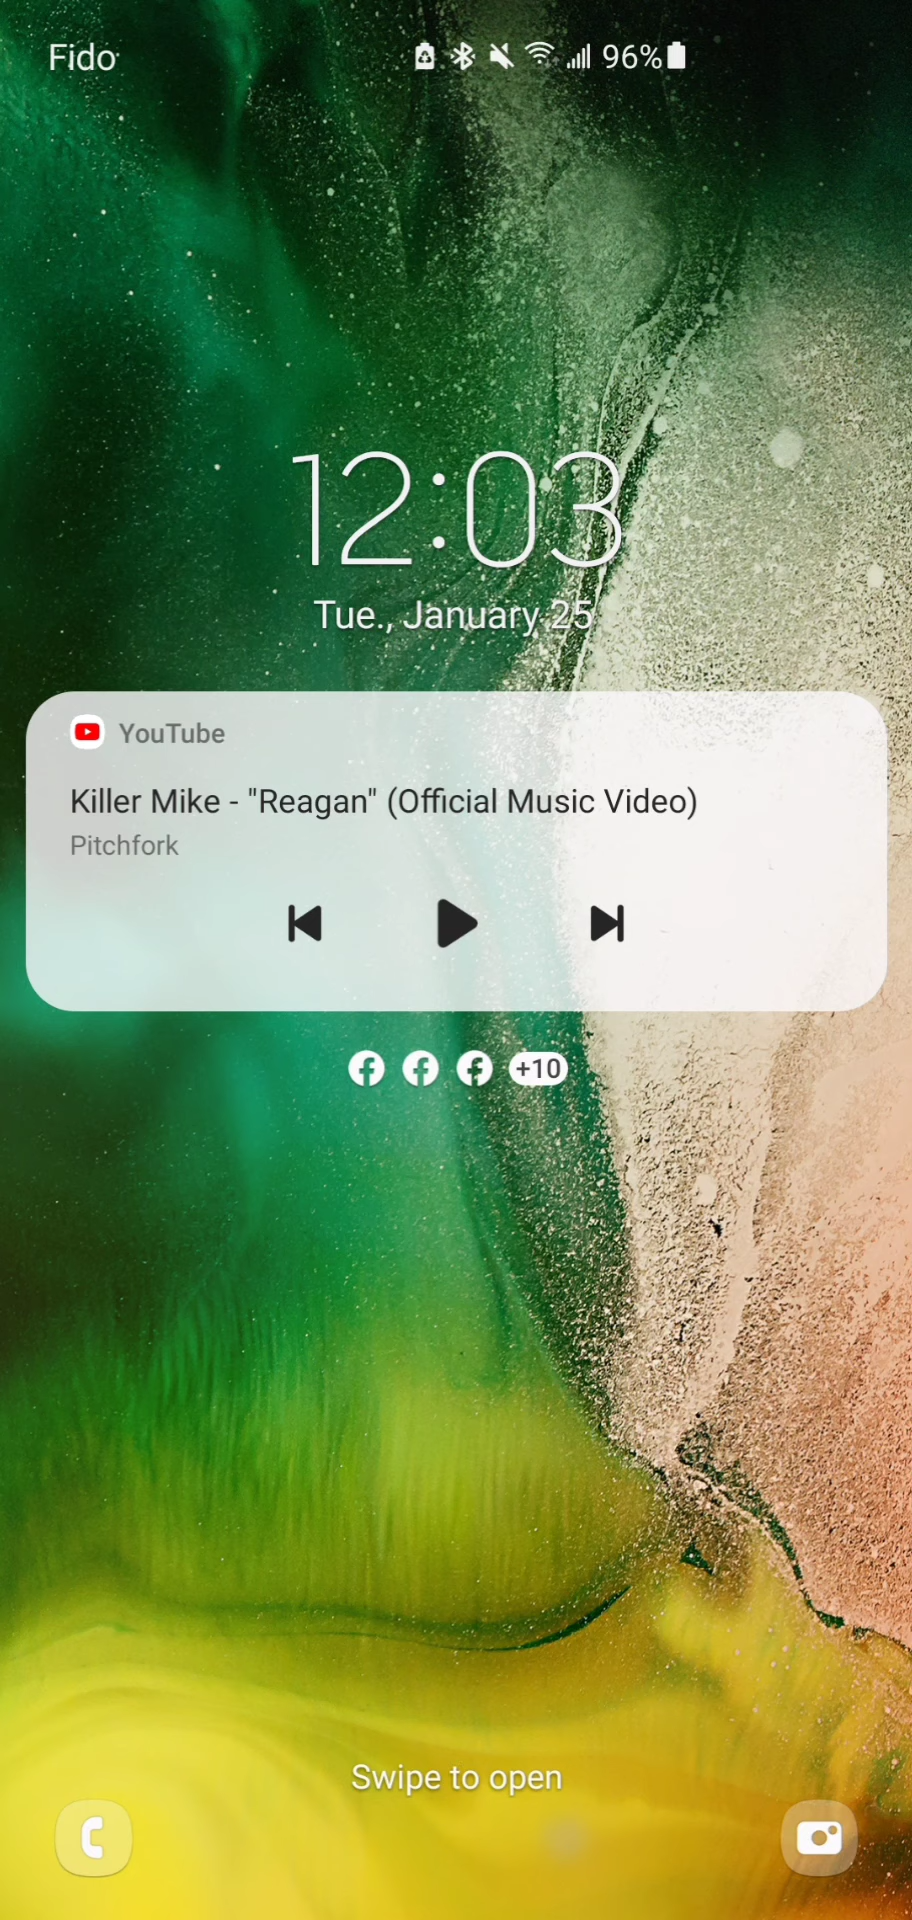 Fido
96%
12:03
Tue., January 25
YouTube
Killer Mike - "Reagan" (Official Music Video)
Pitchfork
+10
Swipe to open